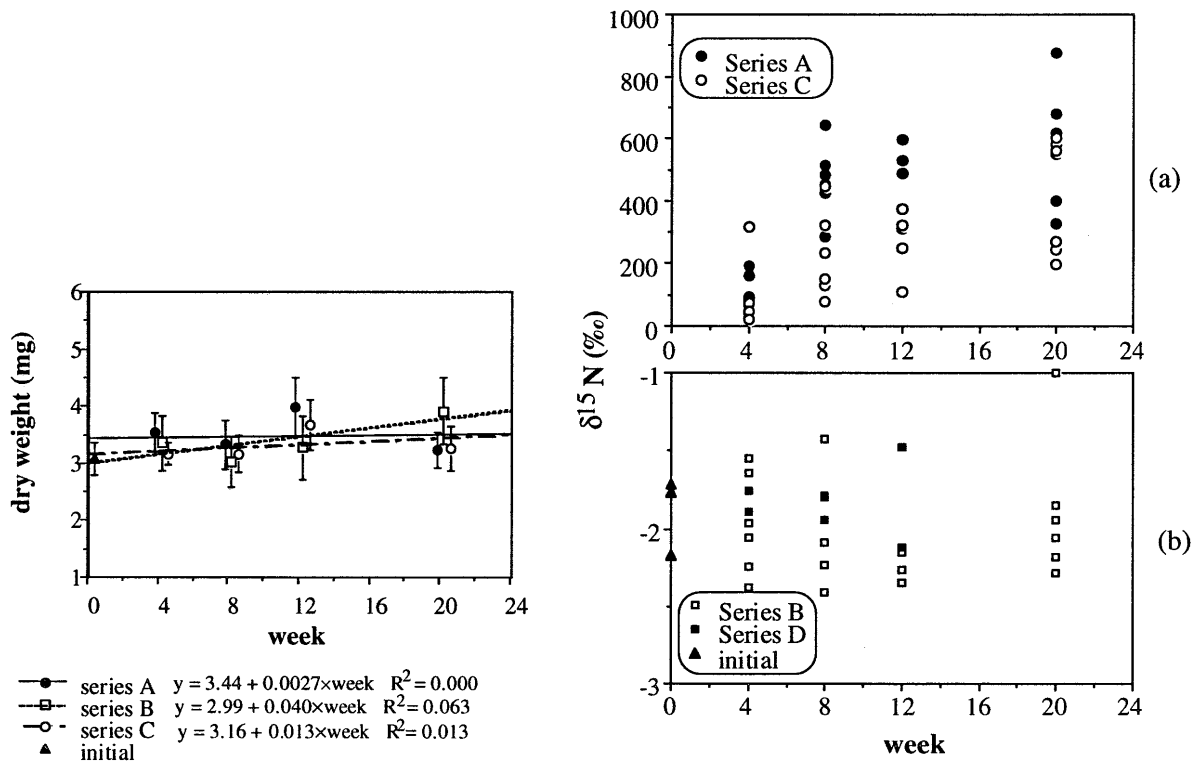 6
5
4
3
2
1
dry weight (mg)
0 4 8 12 16 20 24
week
series A y = 3.44 + 0.0027×week R²= 0.000
series B y = 2.99 + 0.040×week R²= 0.063
series C y = 3.16 + 0.013×week R²= 0.013
initial
1000
800
600
400
200
0
Series A
Series C
(a)
0 4 8 12 16 20 24
δ¹⁵N (‰)
-1
-2
-3
Series B
Series D
initial
(b)
0 4 8 12 16 20 24
week